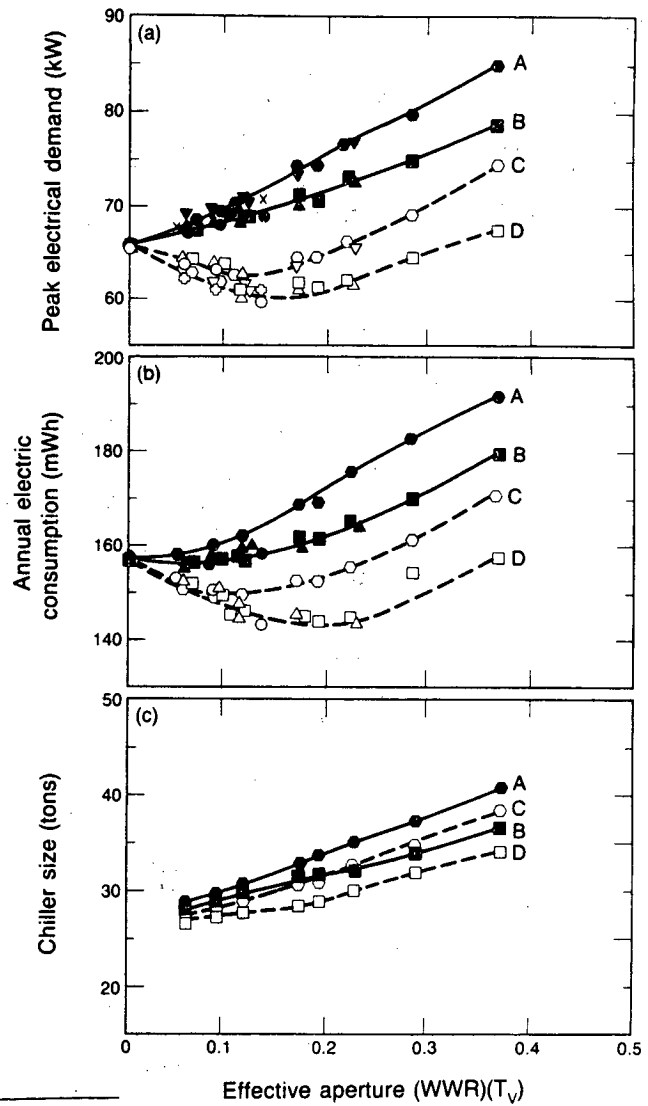 90
(a)
80
70
60
Peak electrical demand (kW)
A
B
C
D
200
(b)
180
160
140
Annual electric
consumption (mWh)
A
B
C
D
50
(c)
40
30
20
Chiller size (tons)
A
C
B
D
0 0.1 0.2 0.3 0.4 0.5
Effective aperture (WWR)(Tv)